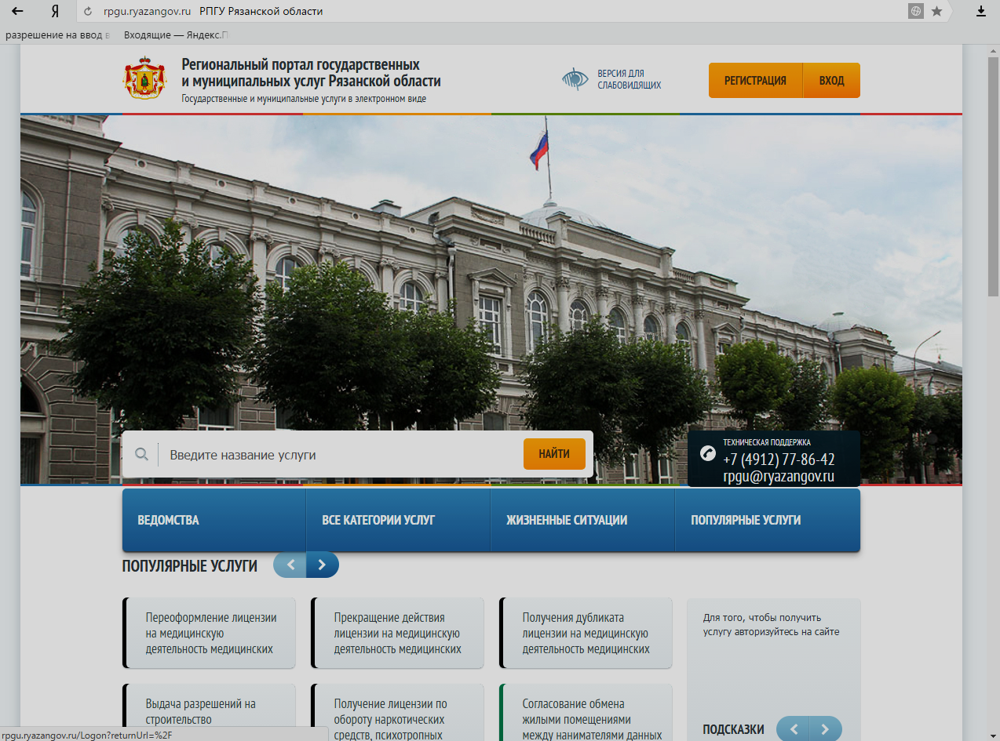 rpgu.ryazangov.ru РПГУ Рязанской области
разрешение на ввод в
Входящие — Яндекс.П
Региональный портал государственных
и муниципальных услуг Рязанской области
Государственные и муниципальные услуги в электронном виде
ВЕРСИЯ ДЛЯ
СЛАБОВИДЯЩИХ
РЕГИСТРАЦИЯ
ВХОД
Введите название услуги
НАЙТИ
ТЕХНИЧЕСКАЯ ПОДДЕРЖКА
+7 (4912) 77-86-42
rpgu@ryazangov.ru
ВЕДОМСТВА
ВСЕ КАТЕГОРИИ УСЛУГ
ЖИЗНЕННЫЕ СИТУАЦИИ
ПОПУЛЯРНЫЕ УСЛУГИ
ПОПУЛЯРНЫЕ УСЛУГИ
Переоформление лицензии
на медицинскую
деятельность медицинских
Прекращение действия
лицензии на медицинскую
деятельность медицинских
Получения дубликата
лицензии на медицинскую
деятельность медицинских
Для того, чтобы получить
услугу авторизуйтесь на сайте
Выдача разрешений на
строительство
Получение лицензии по
обороту наркотических
средств, психотропных
Согласование обмена
жилыми помещениями
между нанимателями данных
ПОДСКАЗКИ
rpgu.ryazangov.ru/Logon?returnUrl=%2F